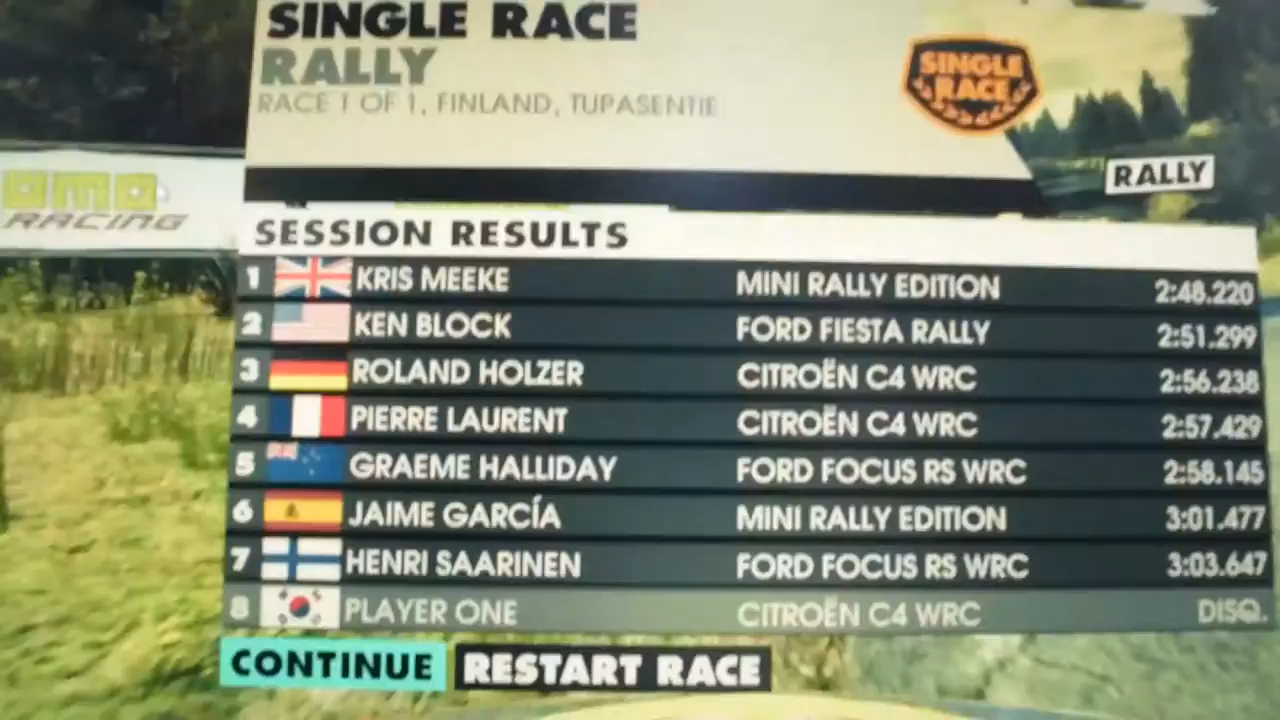 SINGLE RACE
RALLY
RACE 1 OF 1, FINLAND, TUPASENTIE
SINGLE
RACE
RALLY
RACING
SESSION RESULTS
1 KRIS MEEKE MINI RALLY EDITION 2:48.220
2 KEN BLOCK FORD FIESTA RALLY 2:51.299
3 ROLAND HOLZER CITROËN C4 WRC 2:56.238
4 PIERRE LAURENT CITROËN C4 WRC 2:57.429
5 GRAEME HALLIDAY FORD FOCUS RS WRC 2:58.145
6 JAIME GARCÍA MINI RALLY EDITION 3:01.477
7 HENRI SAARINEN FORD FOCUS RS WRC 3:03.647
8 PLAYER ONE CITROËN C4 WRC DISQ.
CONTINUE RESTART RACE